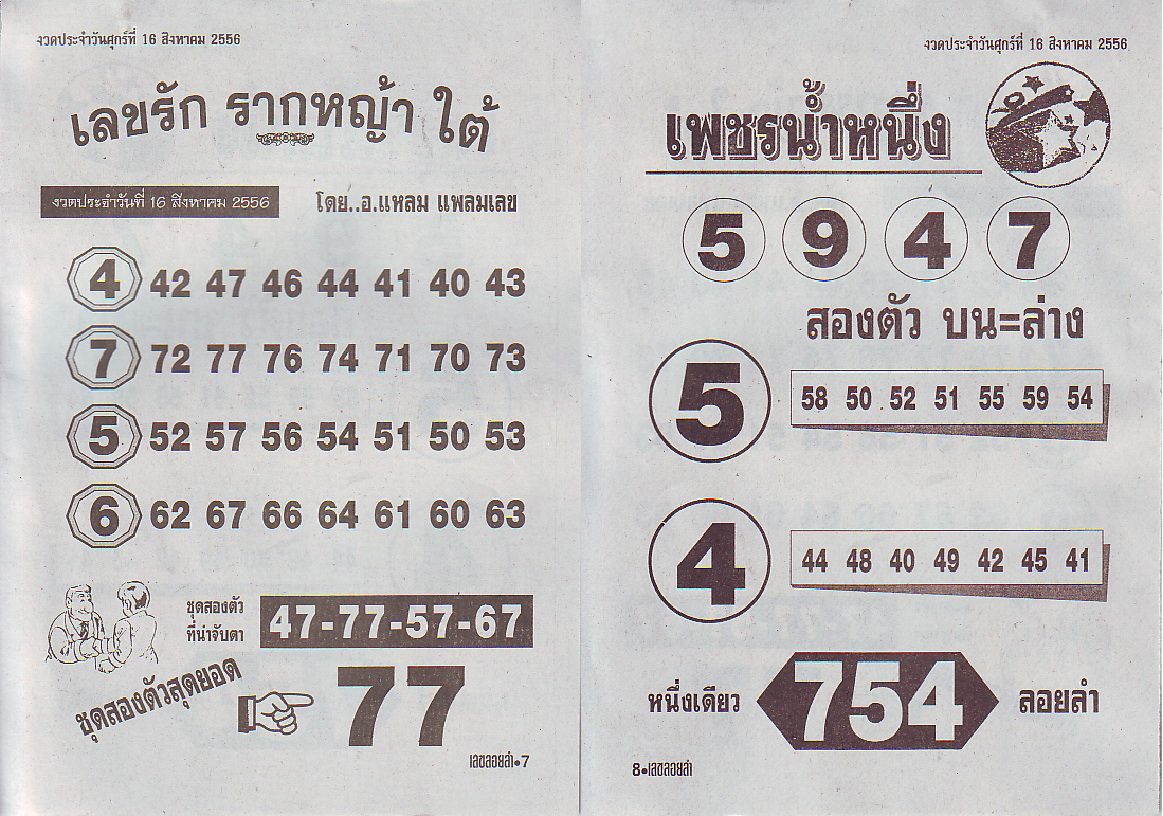 งวดประจำวันศุกร์ที่ 16 สิงหาคม 2556
เลขรัก รากหญ้า ใต้
งวดประจำวันที่ 16 สิงหาคม 2556
โดย..อ.แหลม แพลมเลข
4 42 47 46 44 41 40 43
7 72 77 76 74 71 70 73
5 52 57 56 54 51 50 53
6 62 67 66 64 61 60 63
ชุดสองตัว
ที่น่าจับตา
47-77-57-67
ชุดสองตัวสุดยอด
77
เลขลอยลำ•7
งวดประจำวันศุกร์ที่ 16 สิงหาคม 2556
เพชรน้ำหนึ่ง
5 9 4 7
สองตัว บน=ล่าง
5 58 50 52 51 55 59 54
4 44 48 40 49 42 45 41
หนึ่งเดียว 754 ลอยลำ
8•เลขลอยลำ